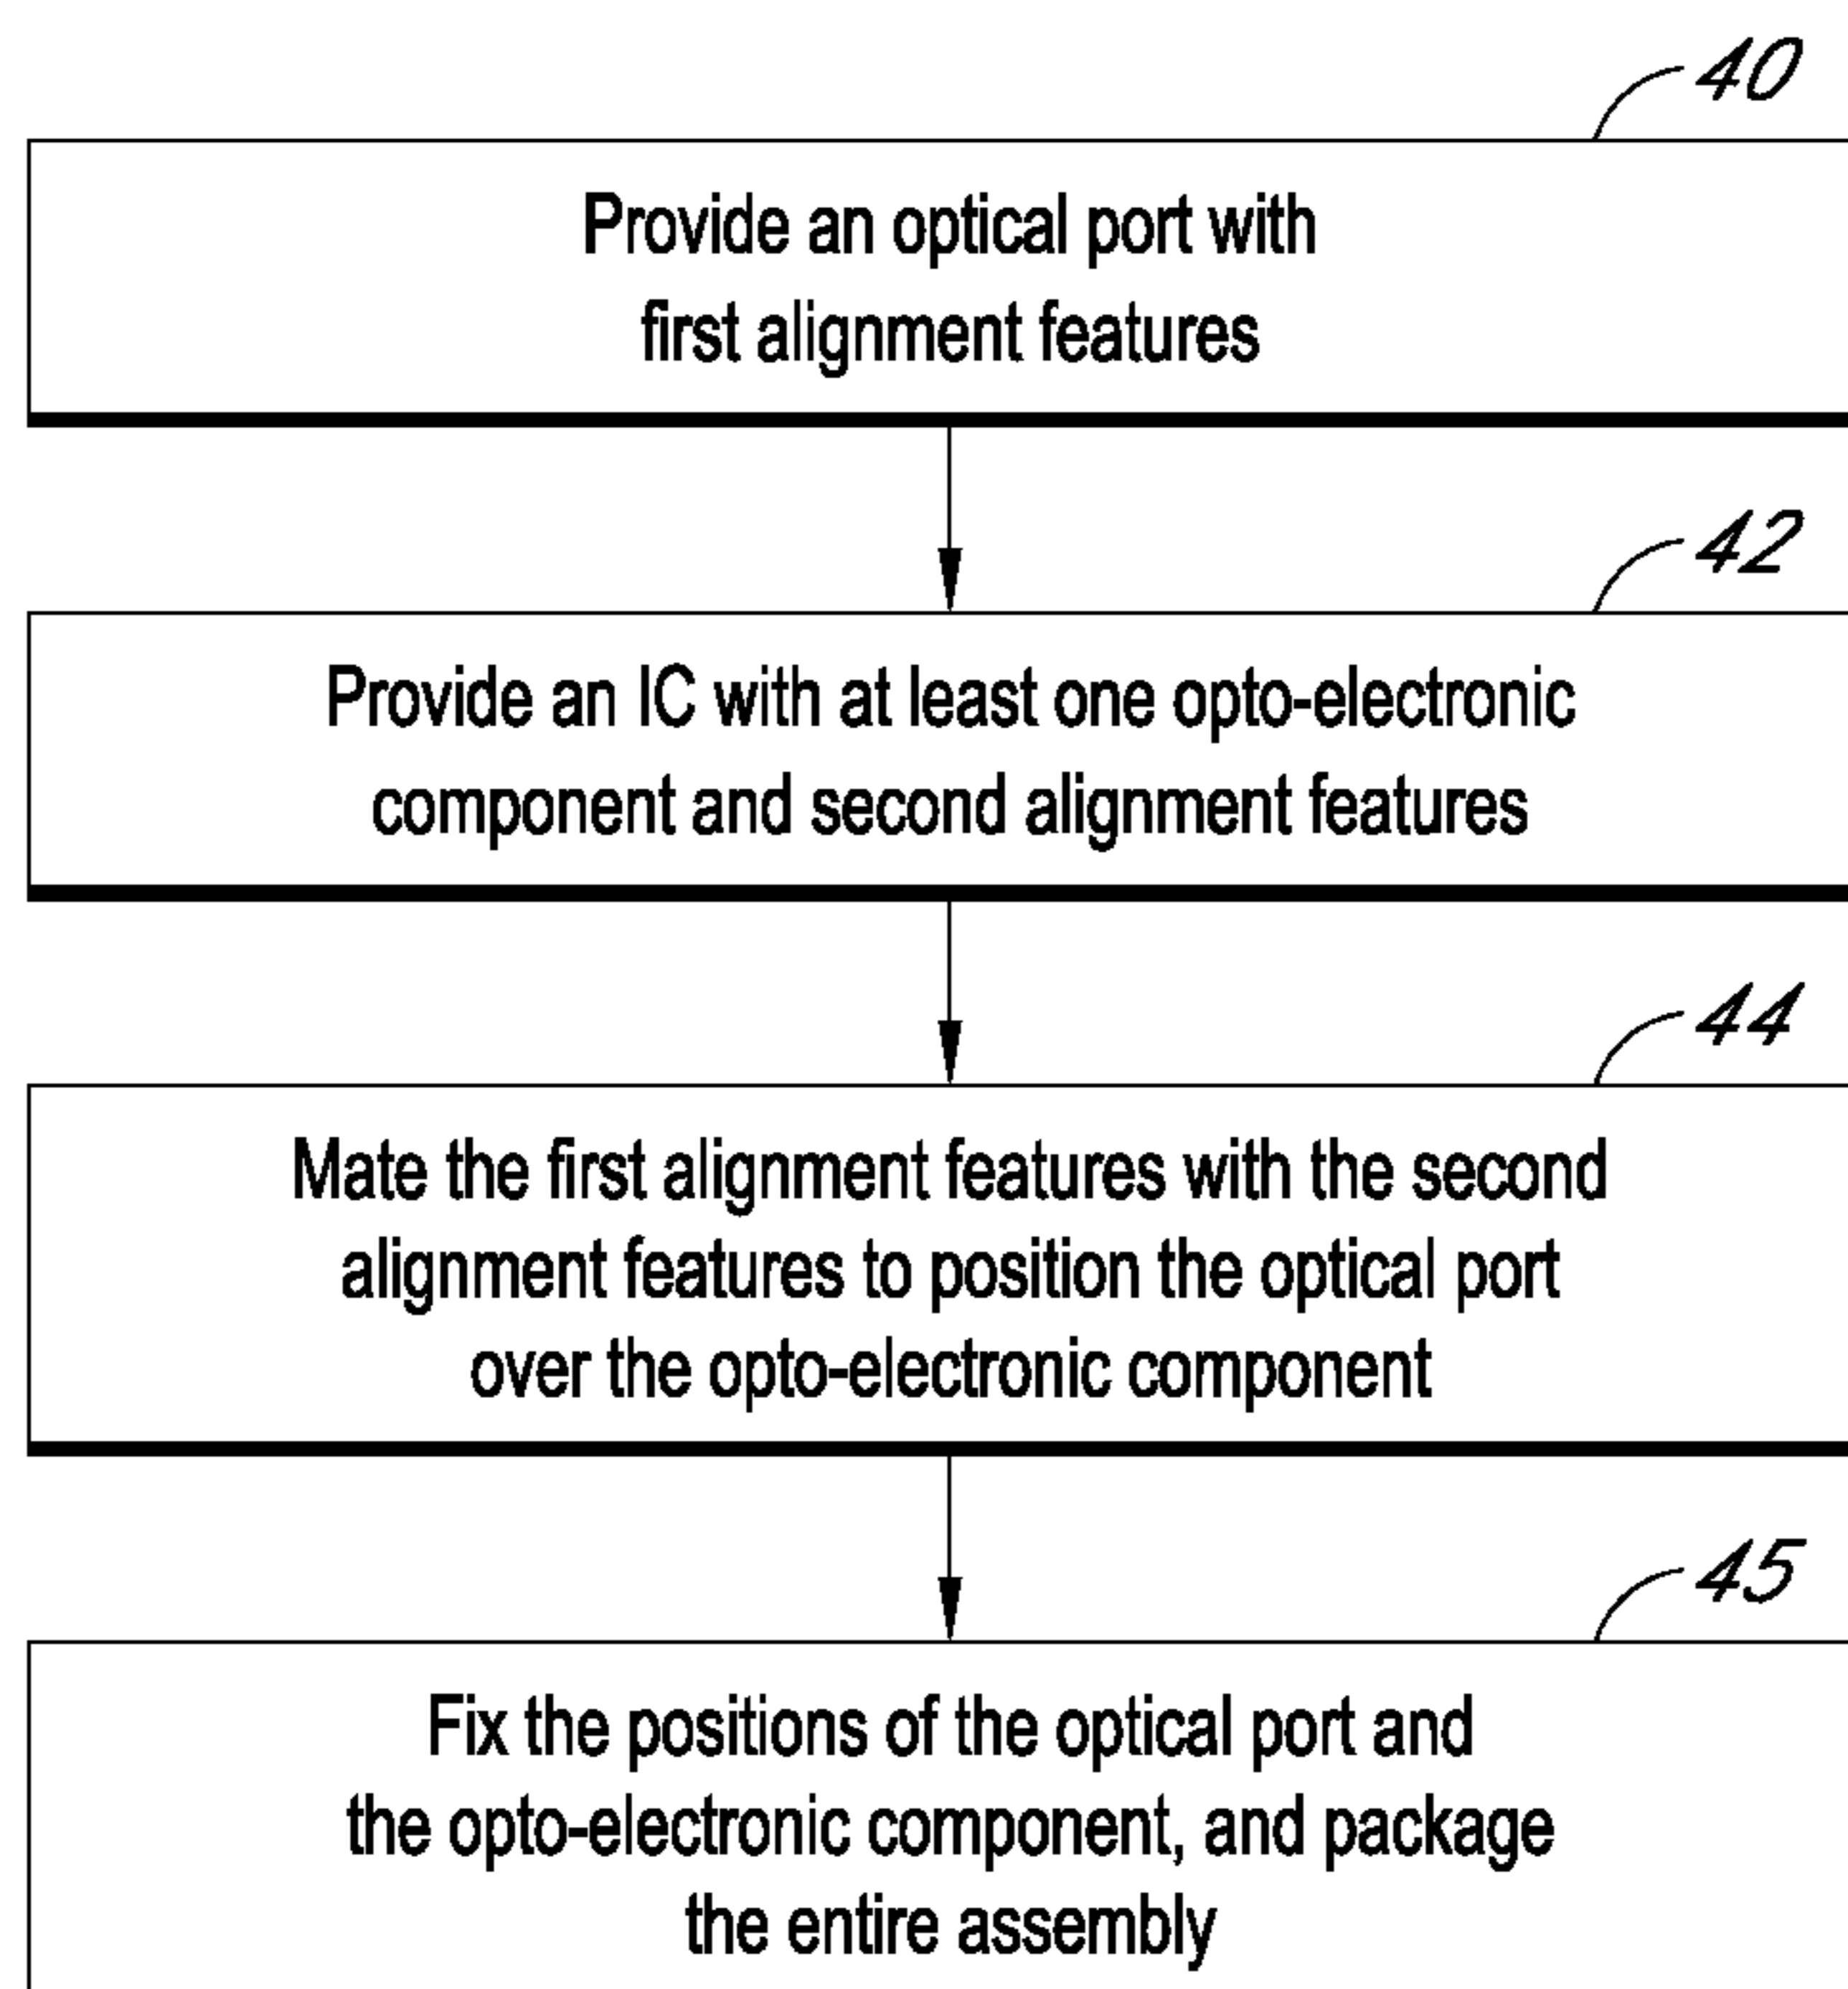 40
Provide an optical port with
first alignment features
42
Provide an IC with at least one opto-electronic
component and second alignment features
44
Mate the first alignment features with the second
alignment features to position the optical port
over the opto-electronic component
45
Fix the positions of the optical port and
the opto-electronic component, and package
the entire assembly